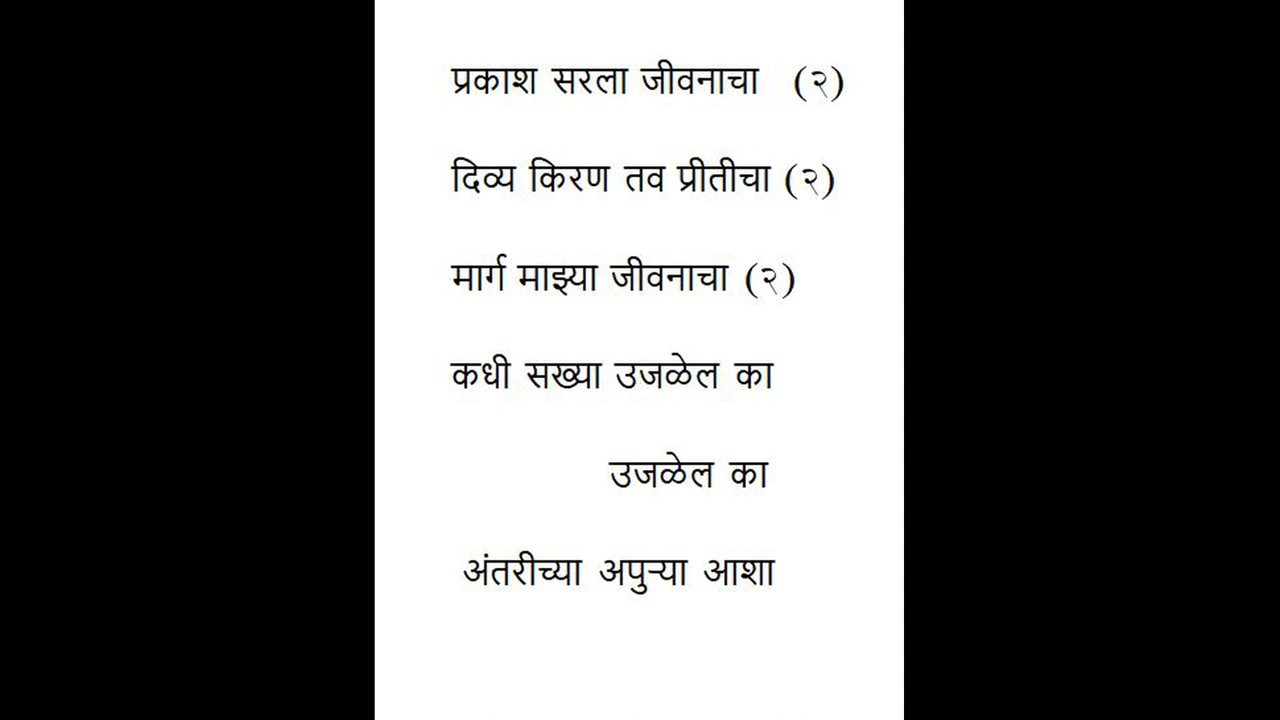 प्रकाश सरला जीवनाचा (२)
दिव्य किरण तव प्रीतीचा (२)
मार्ग माझ्या जीवनाचा (२)
कधी सख्या उजळेल का
उजळेल का
अंतरीच्या अपुऱ्या आशा